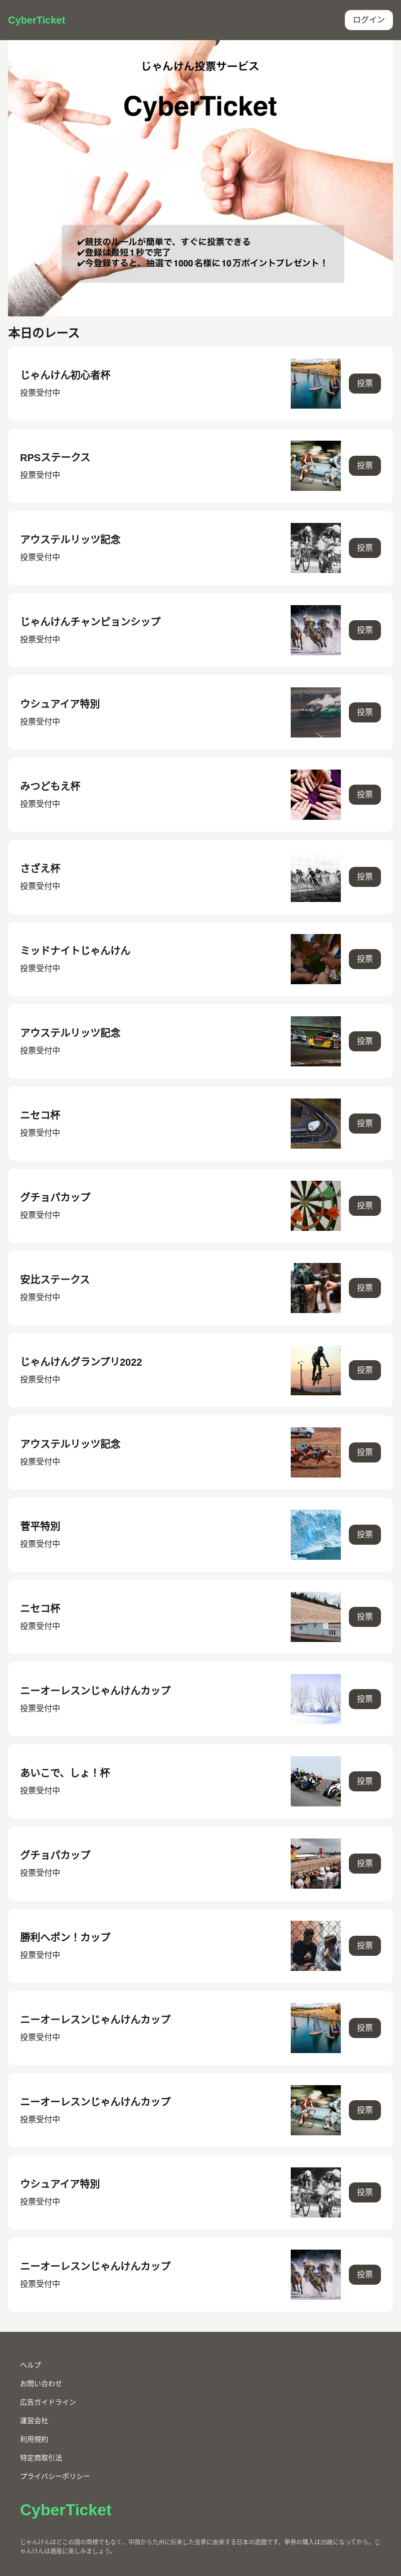 CyberTicket
ログイン
じゃんけん投票サービス
CyberTicket
✔競技のルールが簡単で、すぐに投票できる
✔登録は最短1秒で完了
✔今登録すると、抽選で1000名様に10万ポイントプレゼント！
本日のレース
じゃんけん初心者杯
投票受付中
投票
RPSステークス
投票受付中
投票
アウステルリッツ記念
投票受付中
投票
じゃんけんチャンピョンシップ
投票受付中
投票
ウシュアイア特別
投票受付中
投票
みつどもえ杯
投票受付中
投票
さざえ杯
投票受付中
投票
ミッドナイトじゃんけん
投票受付中
投票
アウステルリッツ記念
投票受付中
投票
ニセコ杯
投票受付中
投票
グチョパカップ
投票受付中
投票
安比ステークス
投票受付中
投票
じゃんけんグランプリ2022
投票受付中
投票
アウステルリッツ記念
投票受付中
投票
菅平特別
投票受付中
投票
ニセコ杯
投票受付中
投票
ニーオーレスンじゃんけんカップ
投票受付中
投票
あいこで、しょ！杯
投票受付中
投票
グチョパカップ
投票受付中
投票
勝利へポン！カップ
投票受付中
投票
ニーオーレスンじゃんけんカップ
投票受付中
投票
ニーオーレスンじゃんけんカップ
投票受付中
投票
ウシュアイア特別
投票受付中
投票
ニーオーレスンじゃんけんカップ
投票受付中
投票
ヘルプ
お問い合わせ
広告ガイドライン
運営会社
利用規約
特定商取引法
プライバシーポリシー
CyberTicket
じゃんけんはどこの国の商標でもなく、中国から九州に伝来した虫拳に由来する日本の遊戯です。拳券の購入は20歳になってから。じ
ゃんけんは適度に楽しみましょう。